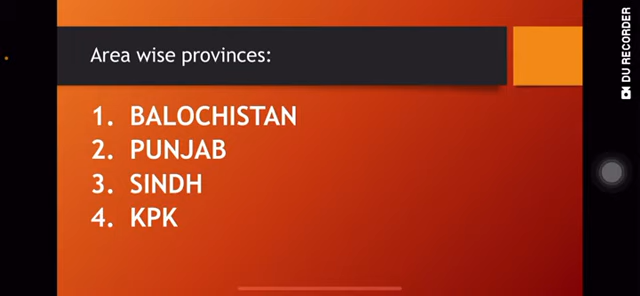 Area wise provinces:
1. BALOCHISTAN
2. PUNJAB
3. SINDH
4. KPK
DU RECORDER